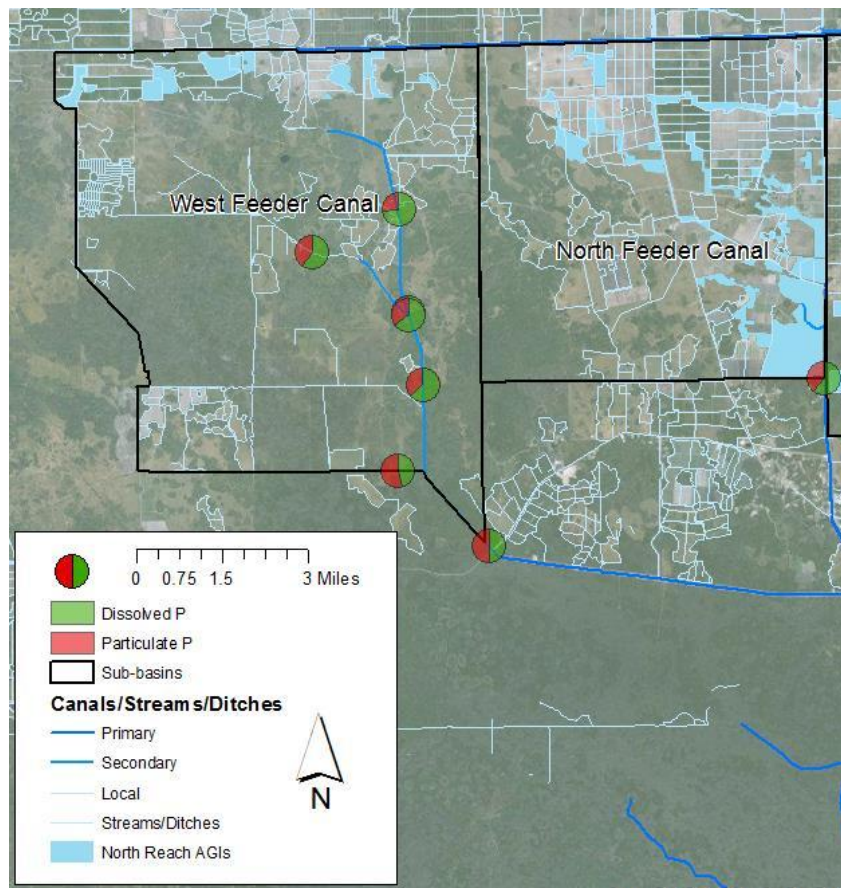 West Feeder Canal
North Feeder Canal
0 0.75 1.5 3 Miles
Dissolved P
Particulate P
Sub-basins
Canals/Streams/Ditches
Primary
Secondary
Local
Streams/Ditches
North Reach AGIs
N